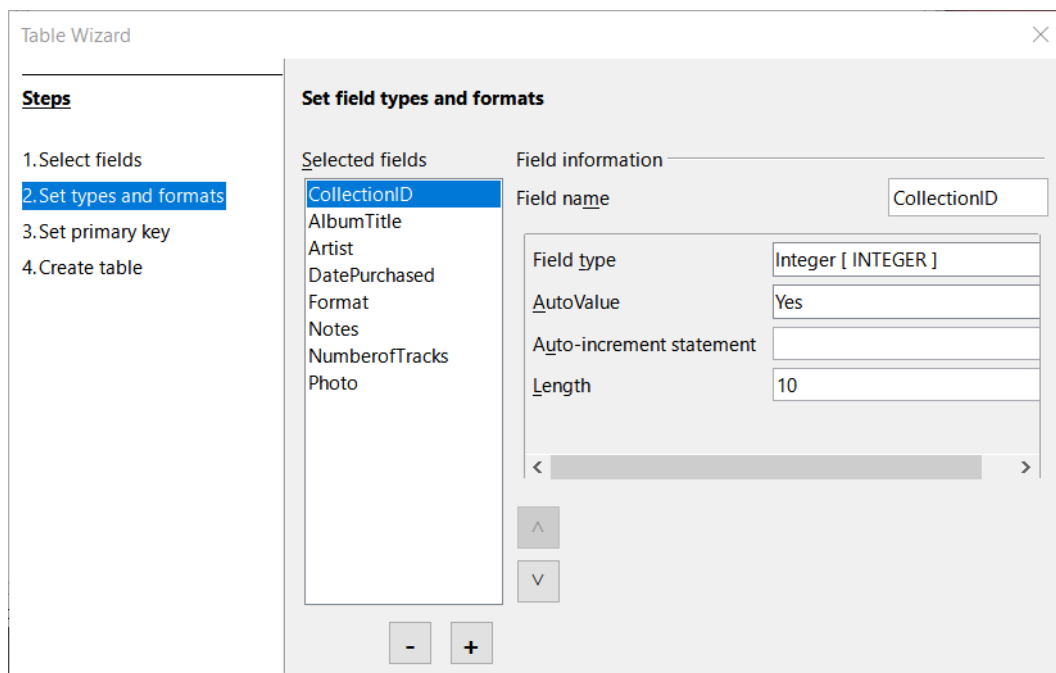 Table Wizard
Steps
1.Select fields
2.Set types and formats
3.Set primary key
4.Create table
Set field types and formats
Selected fields
CollectionID
AlbumTitle
Artist
DatePurchased
Format
Notes
NumberofTracks
Photo
- +
Field information
Field name CollectionID
Field type Integer [ INTEGER ]
AutoValue Yes
Auto-increment statement
Length 10